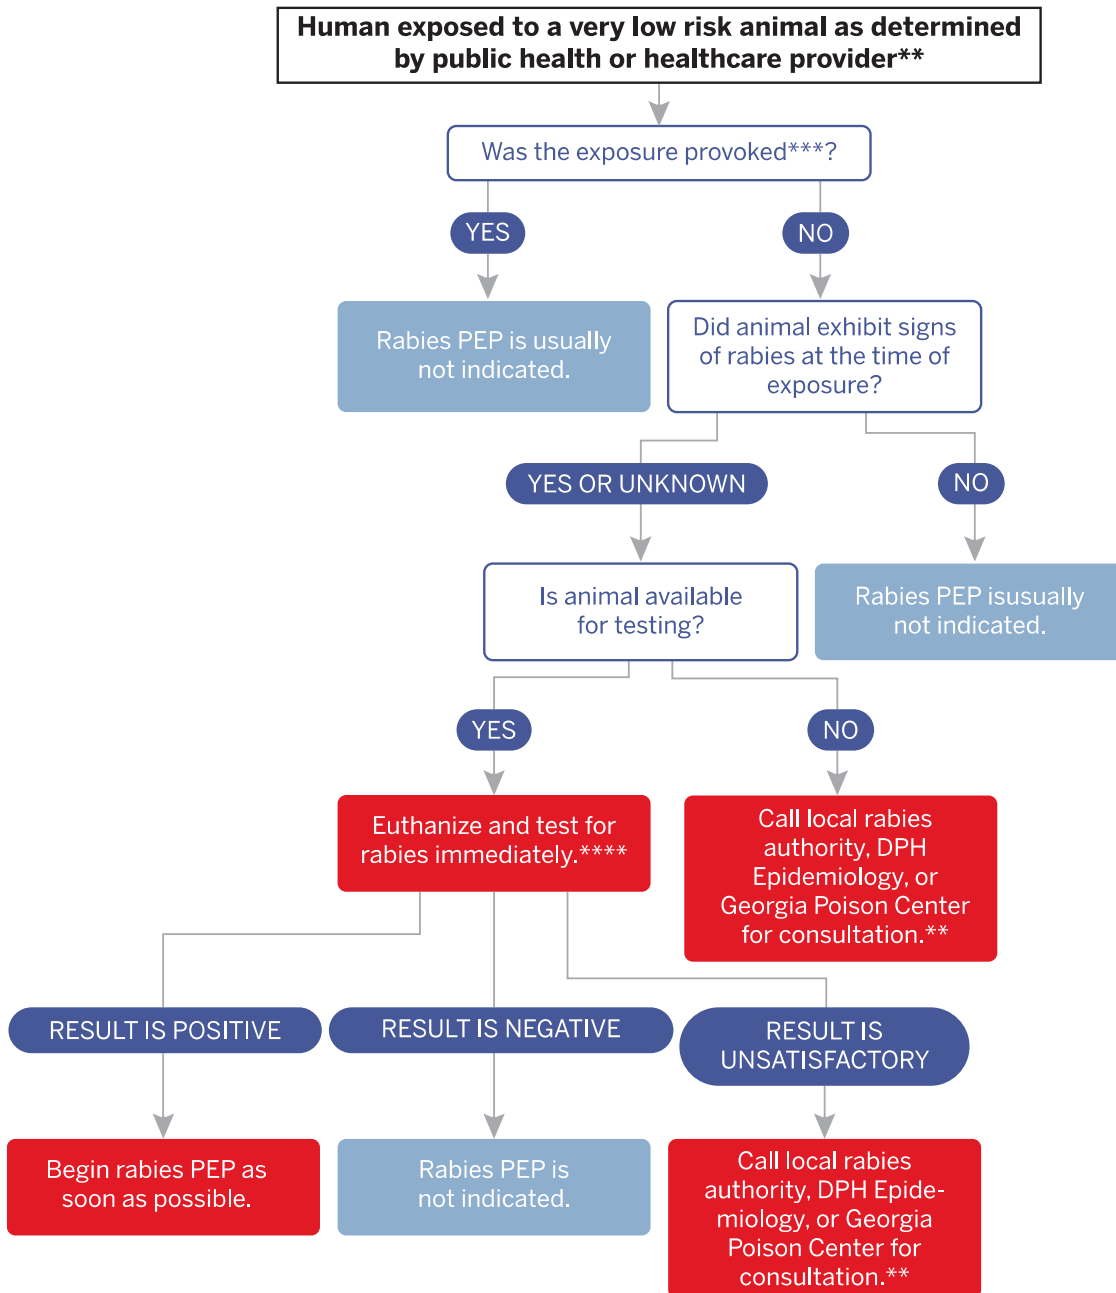 Human exposed to a very low risk animal as determined
by public health or healthcare provider**
Was the exposure provoked***?
YES
NO
Rabies PEP is usually
not indicated.
Did animal exhibit signs
of rabies at the time of
exposure?
YES OR UNKNOWN
NO
Is animal available
for testing?
Rabies PEP isusually
not indicated.
YES
NO
Euthanize and test for
rabies immediately.****
Call local rabies
authority, DPH
Epidemiology, or
Georgia Poison Center
for consultation.**
RESULT IS POSITIVE
RESULT IS NEGATIVE
RESULT IS
UNSATISFACTORY
Begin rabies PEP as
soon as possible.
Rabies PEP is
not indicated.
Call local rabies
authority, DPH Epide-
miology, or Georgia
Poison Center for
consultation.**